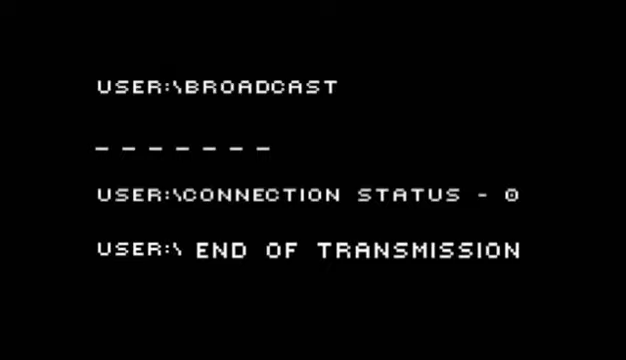 USER:\BROADCAST
_ _ _ _ _ _ _
USER:\CONNECTION STATUS - 0
USER:\ END OF TRANSMISSION